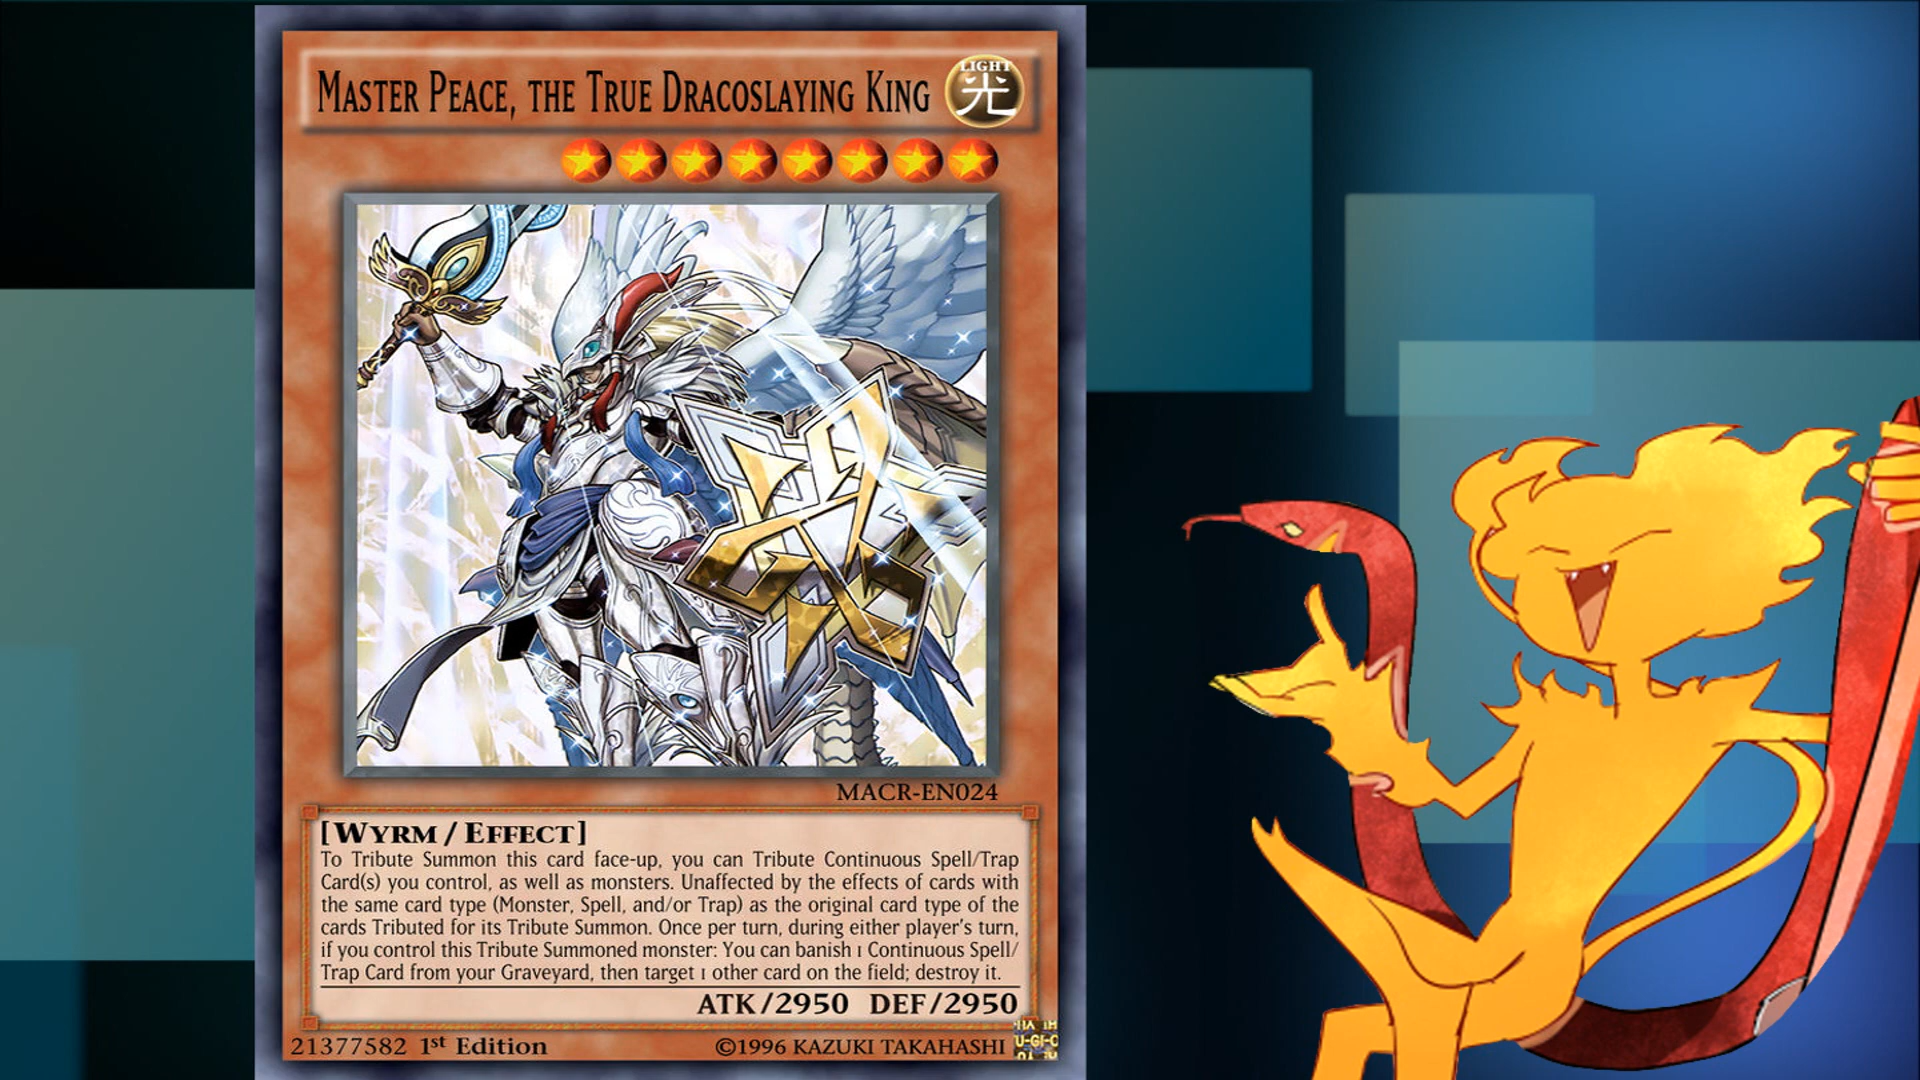 Master Peace, the True Dracoslaying King
LIGHT
光
MACR-EN024
[Wyrm / Effect]
To Tribute Summon this card face-up, you can Tribute Continuous Spell/Trap
Card(s) you control, as well as monsters. Unaffected by the effects of cards with
the same card type (Monster, Spell, and/or Trap) as the original card type of the
cards Tributed for its Tribute Summon. Once per turn, during either player's turn,
if you control this Tribute Summoned monster: You can banish 1 Continuous Spell/
Trap Card from your Graveyard, then target 1 other card on the field; destroy it.
ATK/2950 DEF/2950
21377582 1st Edition
©1996 KAZUKI TAKAHASHI